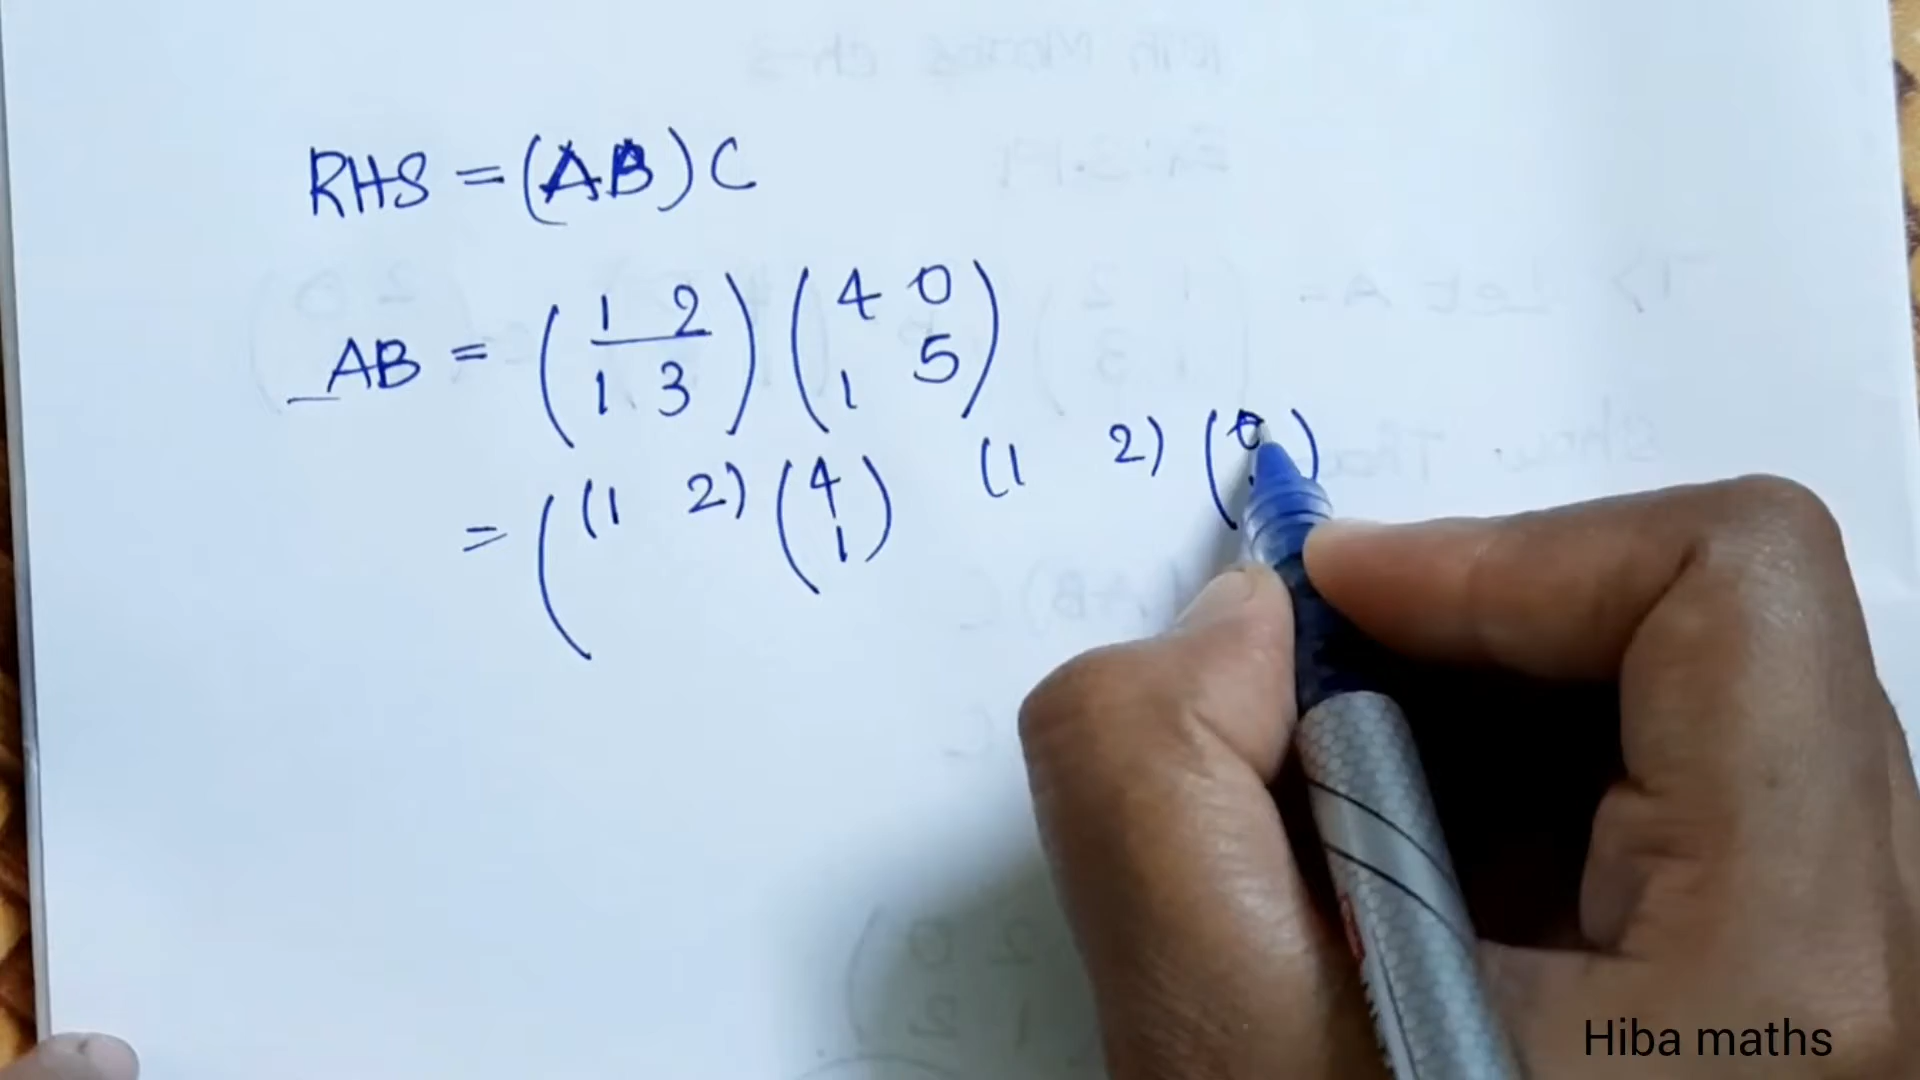 RHS = (AB)C
AB = (1 2 1 3) (4 0 1 5)
= ( (1 2) (4 1) (1 2) (0 )
Hiba maths